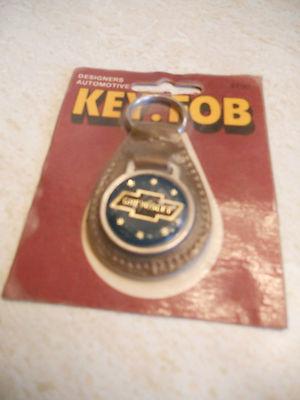 DESIGNERS
AUTOMOTIVE
KEY FOB
CHEVROLET